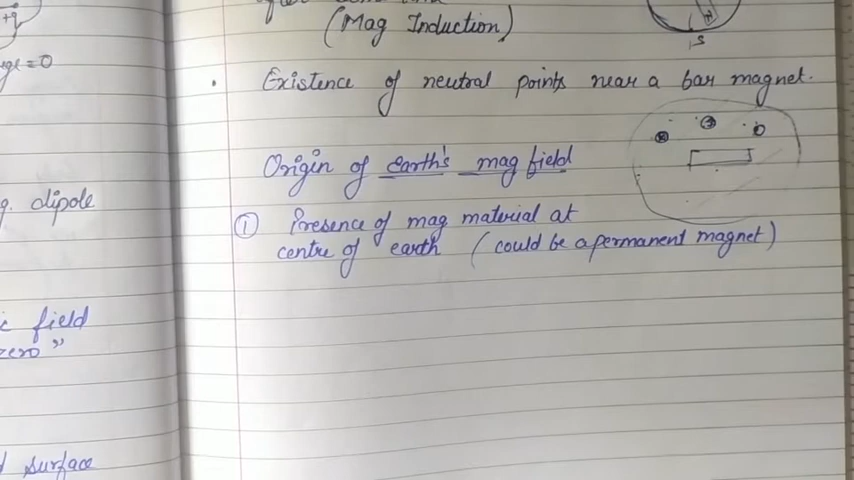 +q
=0
g. dipole
c field
zero"
surface
(Mag Induction)
S
N
. Existence of neutral points near a bar magnet.
Origin of earth's mag field
① Presence of mag material at
centre of earth (could be a permanent magnet)